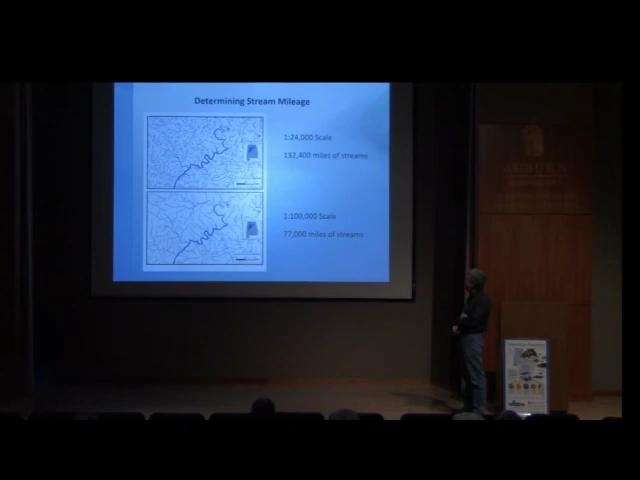 Determining Stream Mileage
1:24,000 Scale
132,400 miles of streams
1:100,000 Scale
77,000 miles of streams
AUBURN